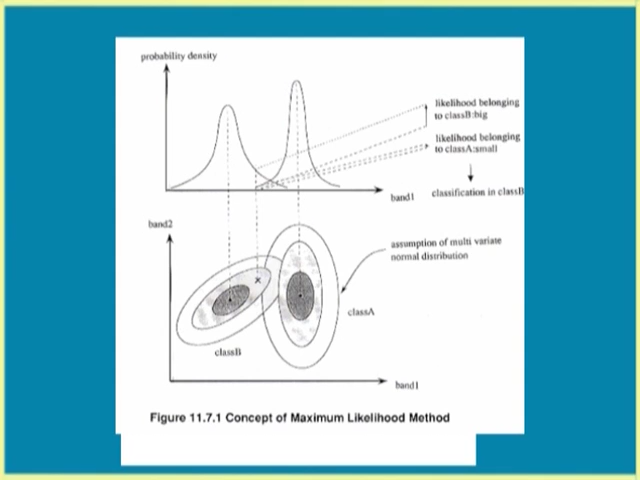 probability density
likelihood belonging
to classB:big
likelihood belonging
to classA:small
band1
classification in classB
band2
assumption of multi variate
normal distribution
x
classA
classB
band1
Figure 11.7.1 Concept of Maximum Likelihood Method